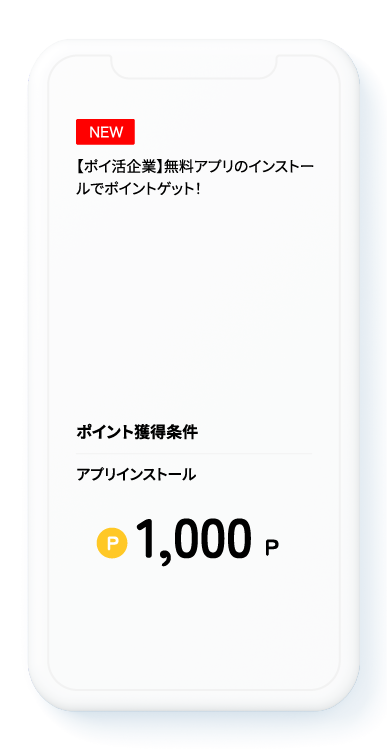 NEW
【ポイ活企業】無料アプリのインストー
ルでポイントゲット！
ポイント獲得条件
アプリインストール
P 1,000 P